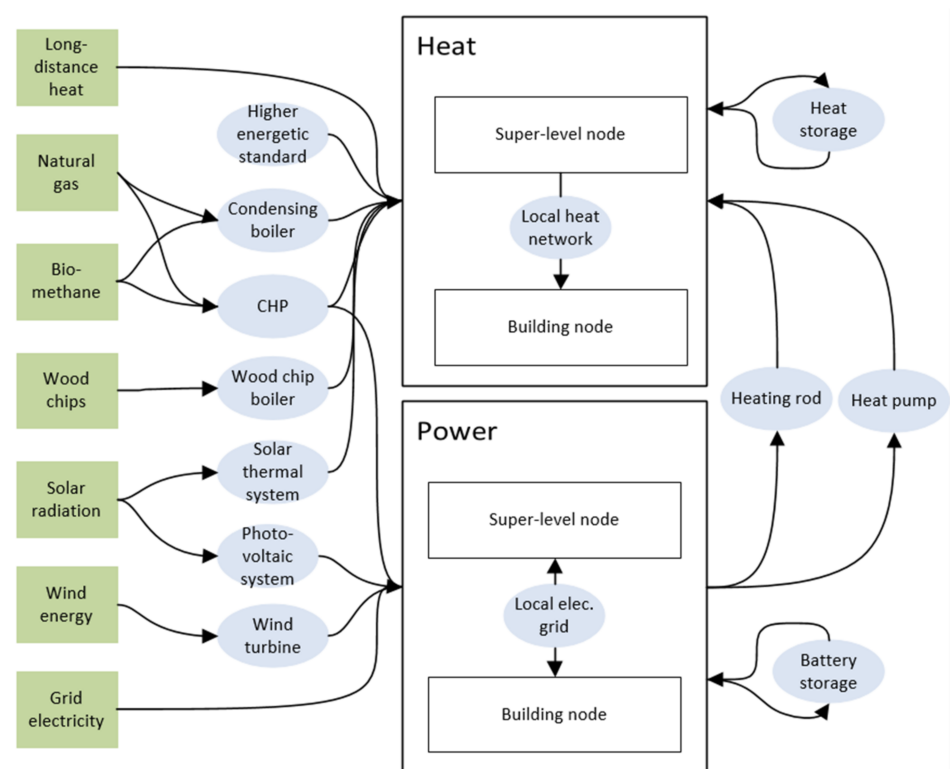 Long-
distance
heat
Natural
gas
Bio-
methane
Wood
chips
Solar
radiation
Wind
energy
Grid
electricity
Higher
energetic
standard
Condensing
boiler
CHP
Wood chip
boiler
Solar
thermal
system
Photo-
voltaic
system
Wind
turbine
Heat
Super-level node
Local heat
network
Building node
Power
Super-level node
Local elec.
grid
Building node
Heat
storage
Heating rod
Heat pump
Battery
storage